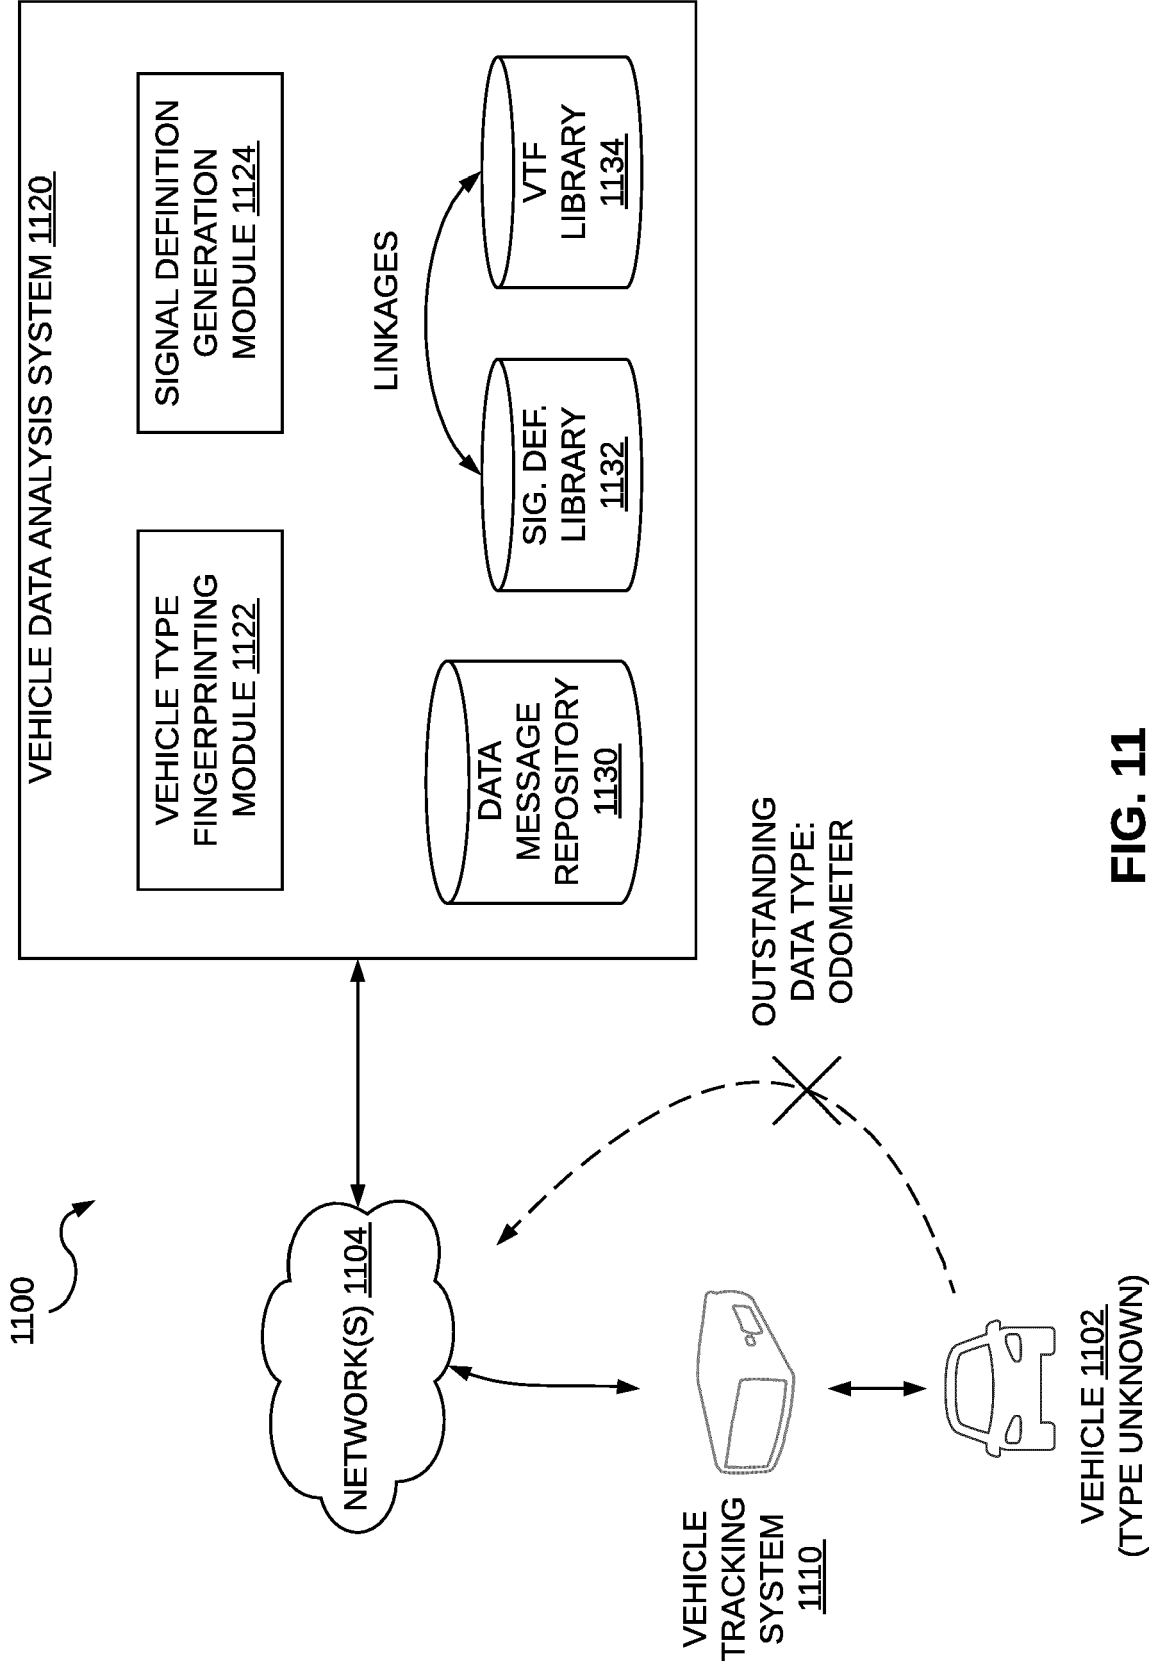 1100
NETWORK(S) 1104
VEHICLE
TRACKING
SYSTEM
1110
VEHICLE 1102
(TYPE UNKNOWN)
OUTSTANDING
DATA TYPE:
ODOMETER
VEHICLE DATA ANALYSIS SYSTEM 1120
VEHICLE TYPE
FINGERPRINTING
MODULE 1122
SIGNAL DEFINITION
GENERATION
MODULE 1124
LINKAGES
DATA
MESSAGE
REPOSITORY
1130
SIG. DEF.
LIBRARY
1132
VTF
LIBRARY
1134
FIG. 11